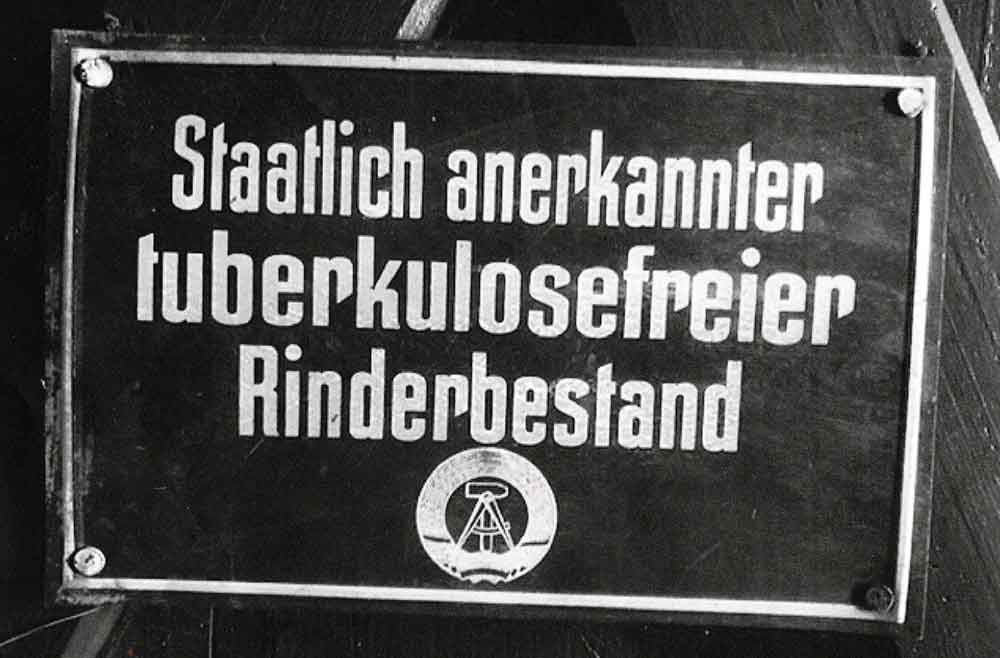 Staatlich anerkannter
tuberkulosefreier
Rinderbestand